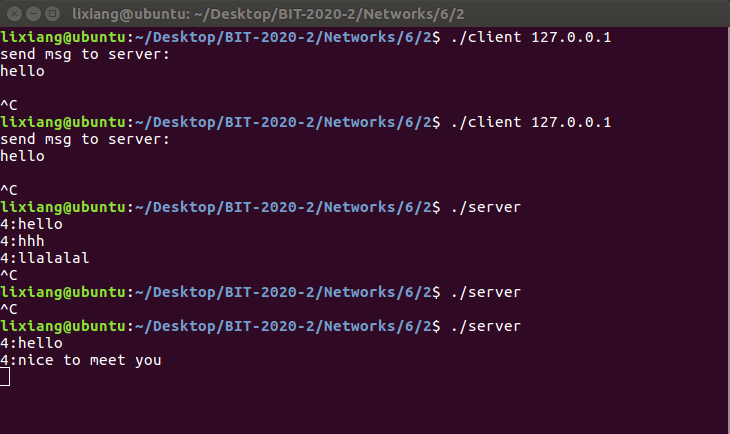 lixiang@ubuntu: ~/Desktop/BIT-2020-2/Networks/6/2
lixiang@ubuntu:~/Desktop/BIT-2020-2/Networks/6/2$ ./client 127.0.0.1
send msg to server:
hello
^C
lixiang@ubuntu:~/Desktop/BIT-2020-2/Networks/6/2$ ./client 127.0.0.1
send msg to server:
hello
^C
lixiang@ubuntu:~/Desktop/BIT-2020-2/Networks/6/2$ ./server
4:hello
4:hhh
4:llalalal
^C
lixiang@ubuntu:~/Desktop/BIT-2020-2/Networks/6/2$ ./server
^C
lixiang@ubuntu:~/Desktop/BIT-2020-2/Networks/6/2$ ./server
4:hello
4:nice to meet you